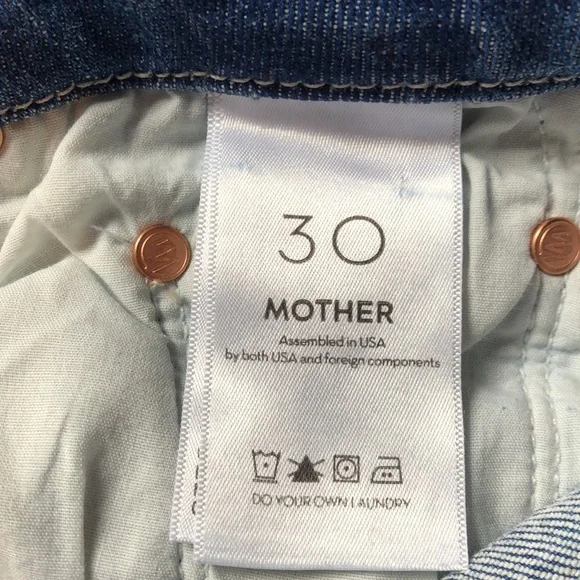 30
MOTHER
Assembled in USA
by both USA and foreign components
DO YOUR OWN LAUNDRY